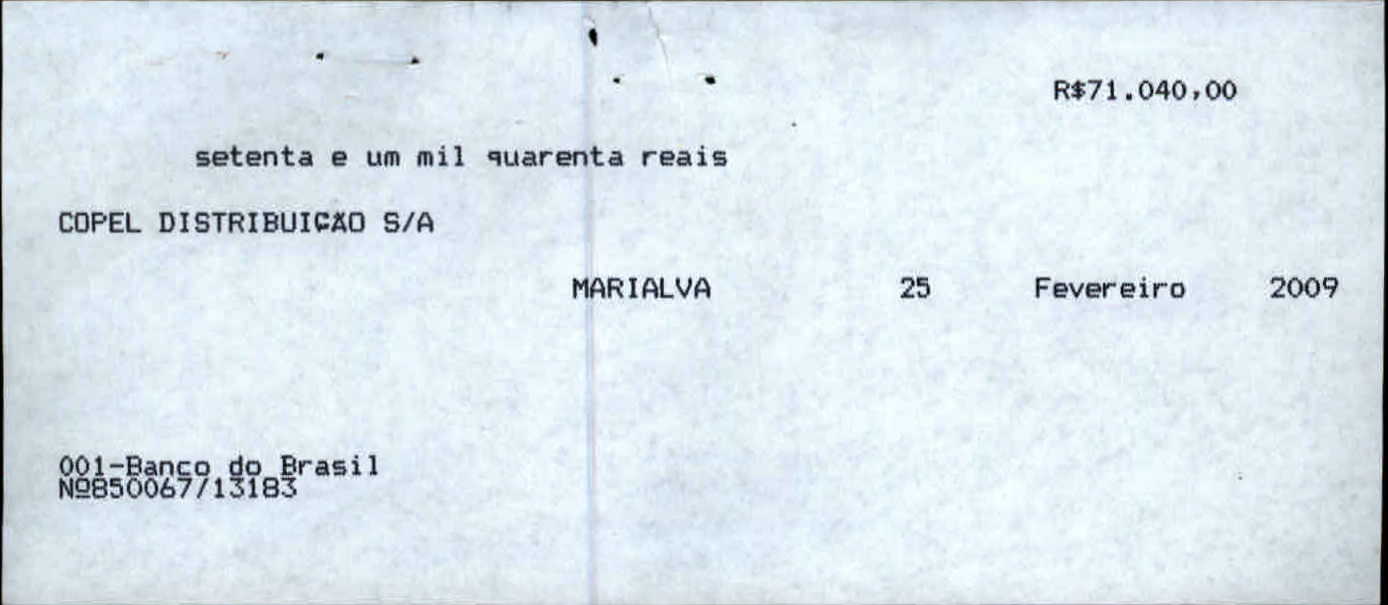 R$71.040,00
setenta e um mil quarenta reais
COPEL DISTRIBUIÇÃO S/A
MARIALVA 25 Fevereiro 2009
001-Banco do Brasil
Nº850067/13183